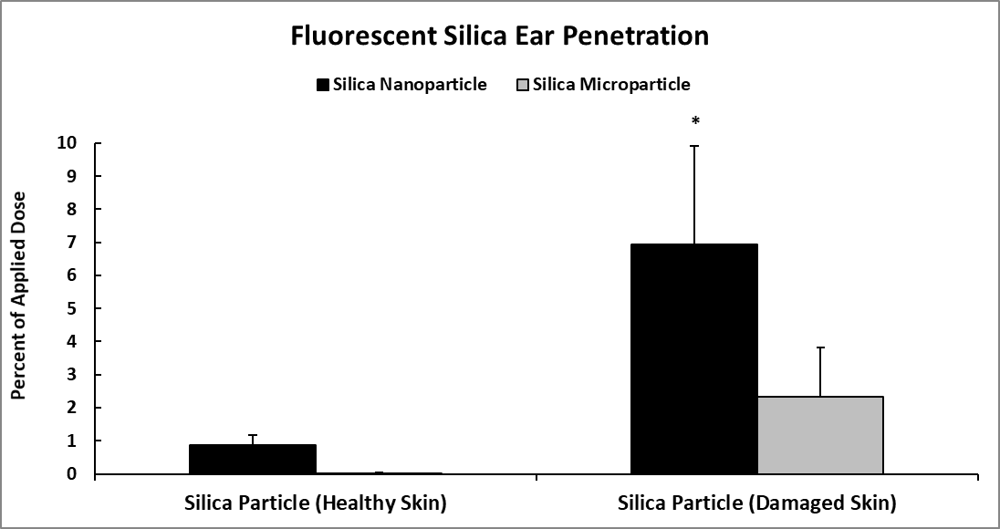 Fluorescent Silica Ear Penetration
Silica Nanoparticle
Silica Microparticle
*
Percent of Applied Dose
10
9
8
7
6
5
4
3
2
1
0
Silica Particle (Healthy Skin)
Silica Particle (Damaged Skin)